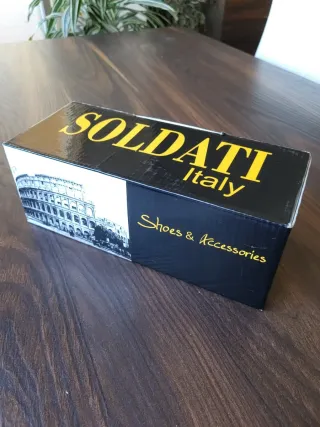 SOLDATI
Italy
Shoes & Accessories